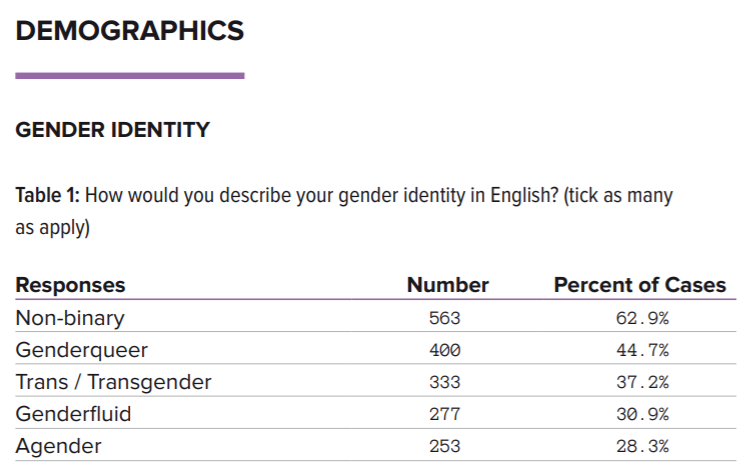 DEMOGRAPHICS
GENDER IDENTITY
Table 1: How would you describe your gender identity in English? (tick as many
as apply)
Responses Number Percent of Cases
Non-binary 563 62.9%
Genderqueer 400 44.7%
Trans / Transgender 333 37.2%
Genderfluid 277 30.9%
Agender 253 28.3%